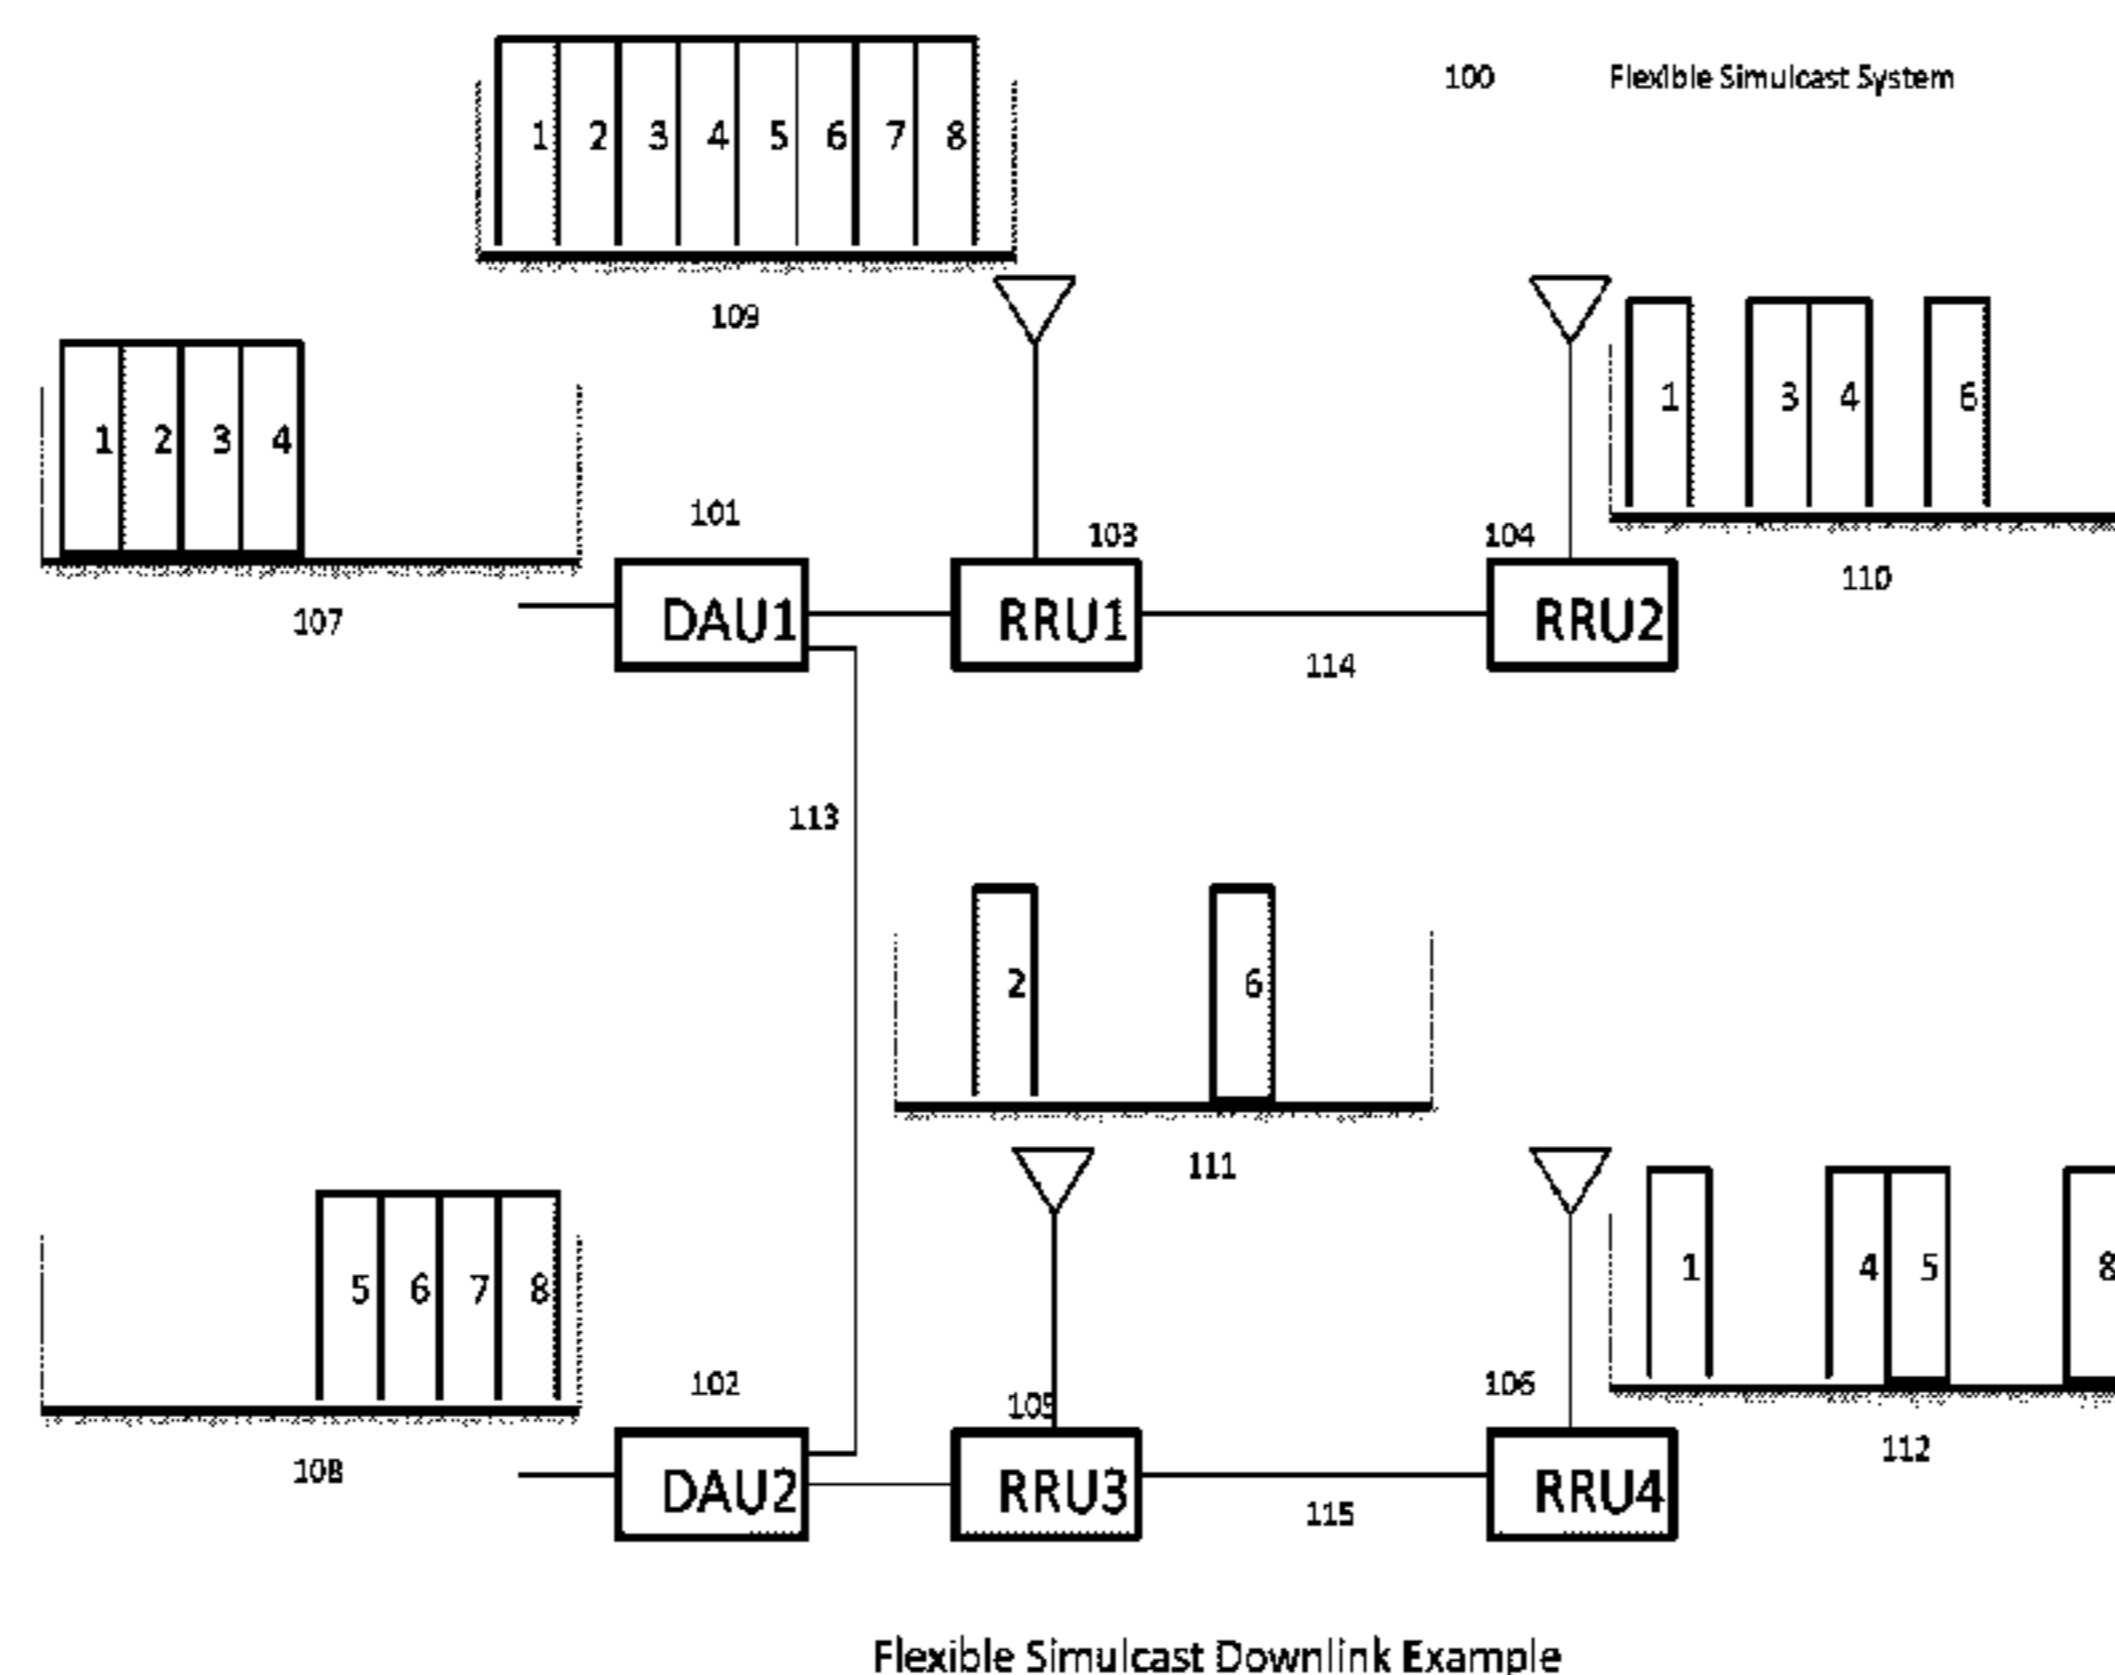 100 Flexible Simulcast System
1 2 3 4 5 6 7 8
109
1 2 3 4
1 3 4 6
101
103
104
107
DAU1
RRU1
RRU2
110
114
113
2 6
111
5 6 7 8
1 4 5 8
102
105
106
108
DAU2
RRU3
RRU4
112
115
Flexible Simulcast Downlink Example